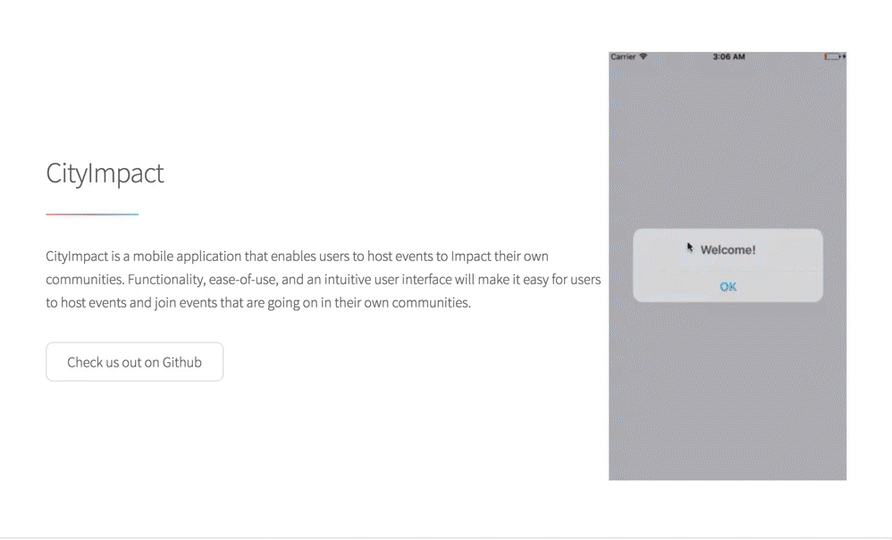 CityImpact
CityImpact is a mobile application that enables users to host events to Impact their own
communities. Functionality, ease-of-use, and an intuitive user interface will make it easy for users
to host events and join events that are going on in their own communities.
Check us out on Github
Carrier 3:06 AM
Welcome!
OK